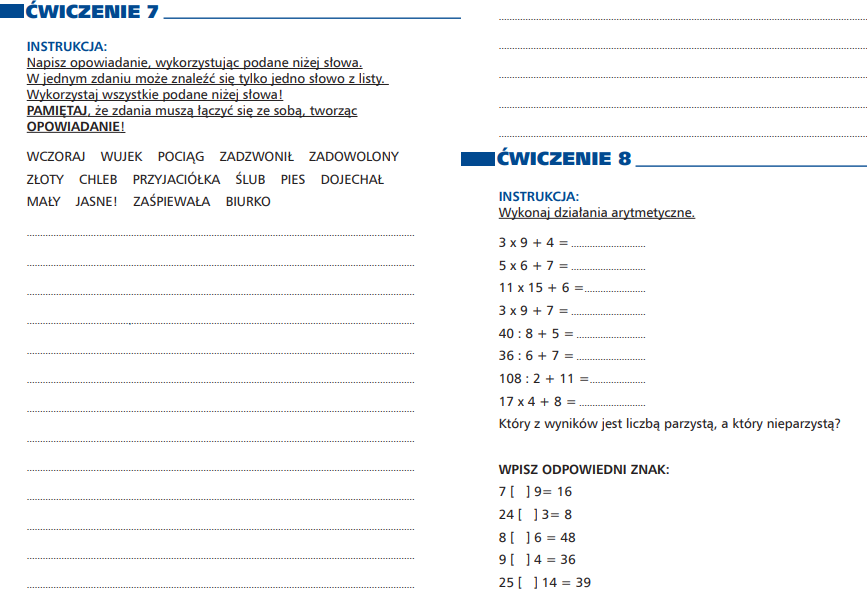 ĆWICZENIE 7
INSTRUKCJA:
Napisz opowiadanie, wykorzystując podane niżej słowa.
W jednym zdaniu może znaleźć się tylko jedno słowo z listy.
Wykorzystaj wszystkie podane niżej słowa!
PAMIĘTAJ, że zdania muszą łączyć się ze sobą, tworząc
OPOWIADANIE!
WCZORAJ WUJEK POCIĄG ZADZWONIŁ ZADOWOLONY
ZŁOTY CHLEB PRZYJACIÓŁKA ŚLUB PIES DOJECHAŁ
MAŁY JASNE! ZAŚPIEWAŁA BIURKO
ĆWICZENIE 8
INSTRUKCJA:
Wykonaj działania arytmetyczne.
3 x 9 + 4 = ...........................
5 x 6 + 7 = ...........................
11 x 15 + 6 =......................
3 x 9 + 7 = ...........................
40 : 8 + 5 = .........................
36 : 6 + 7 = .........................
108 : 2 + 11 =....................
17 x 4 + 8 = ........................
Który z wyników jest liczbą parzystą, a który nieparzystą?
WPISZ ODPOWIEDNI ZNAK:
7 [ ] 9= 16
24 [ ] 3= 8
8 [ ] 6 = 48
9 [ ] 4 = 36
25 [ ] 14 = 39